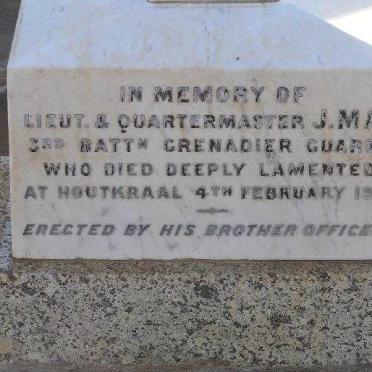 IN MEMORY OF
LIEUT. & QUARTERMASTER J. MA
3RD BATTN GRENADIER GUAR
WHO DIED DEEPLY LAMENTED
AT HOUTKRAAL 4TH FEBRUARY 19
ERECTED BY HIS BROTHER OFFICE